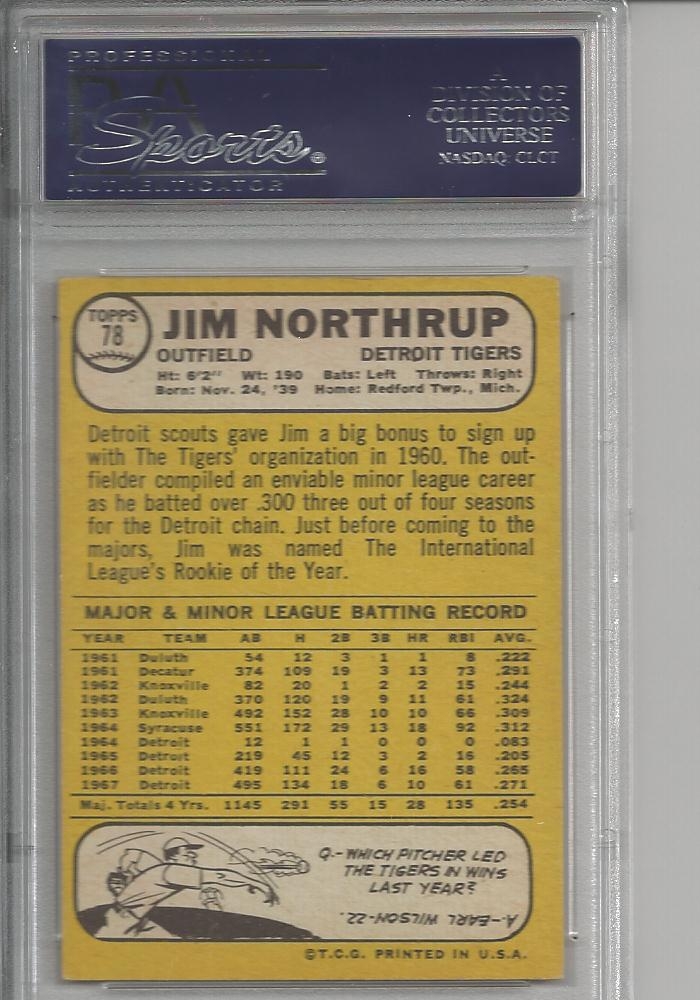 PROFESSIONAL
PSA
Sports®
AUTHENTICATOR
A
DIVISION OF
COLLECTORS
UNIVERSE
NASDAQ: CLCT
TOPPS
78
JIM NORTHRUP
OUTFIELD DETROIT TIGERS
Ht: 6'2" Wt: 190 Bats: Left Throws: Right
Born: Nov. 24, '39 Home: Redford Twp., Mich.
Detroit scouts gave Jim a big bonus to sign up
with The Tigers' organization in 1960. The out-
fielder compiled an enviable minor league career
as he batted over .300 three out of four seasons
for the Detroit chain. Just before coming to the
majors, Jim was named The International
League's Rookie of the Year.
MAJOR & MINOR LEAGUE BATTING RECORD
YEAR TEAM AB H 2B 3B HR RBI AVG.
1961 Duluth 54 12 3 1 1 8 .222
1961 Decatur 374 109 19 3 13 73 .291
1962 Knoxville 82 20 1 2 2 15 .244
1962 Duluth 370 120 19 9 11 61 .324
1963 Knoxville 492 152 28 10 10 66 .309
1964 Syracuse 551 172 29 13 18 92 .312
1964 Detroit 12 1 1 0 0 0 .083
1965 Detroit 219 45 12 3 2 16 .205
1966 Detroit 419 111 24 6 16 58 .265
1967 Detroit 495 134 18 6 10 61 .271
Maj. Totals 4 Yrs. 1145 291 55 15 28 135 .254
Q.-WHICH PITCHER LED
THE TIGERS IN WINS
LAST YEAR?
A-EARL WILSON-22.
©T.C.G. PRINTED IN U.S.A.